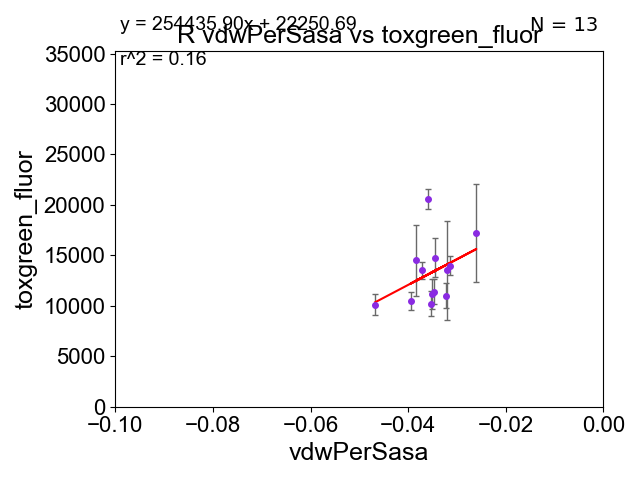 y = 254435.90x + 22250.69
N = 13
R vdwPerSasa vs toxgreen_fluor
r^2 = 0.16
35000
30000
25000
20000
15000
10000
5000
0
toxgreen_fluor
−0.10 −0.08 −0.06 −0.04 −0.02 0.00
vdwPerSasa